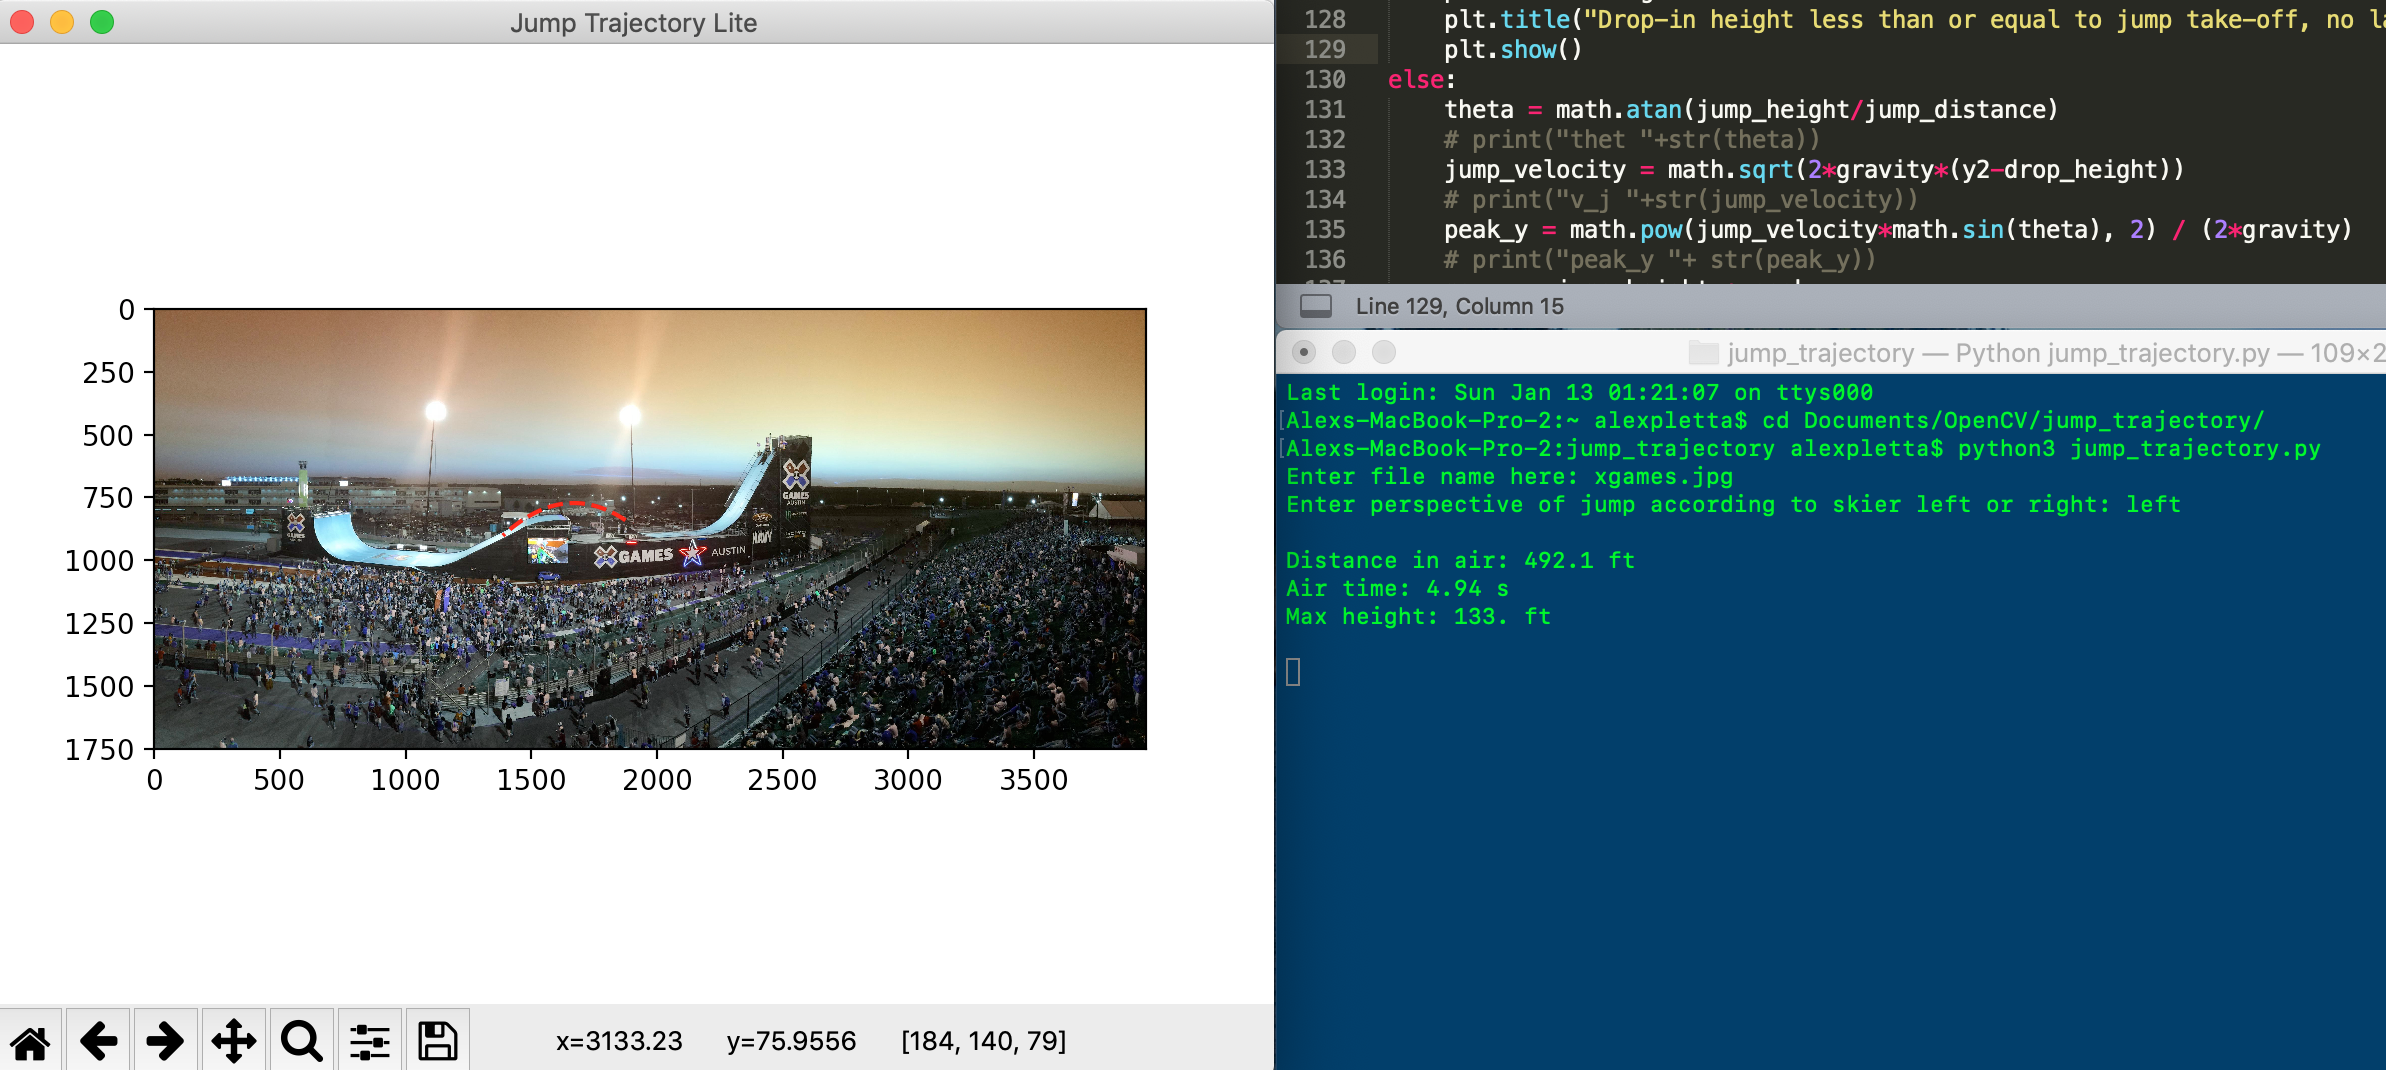 Jump Trajectory Lite
0
250
500
750
1000
1250
1500
1750
0 500 1000 1500 2000 2500 3000 3500
GAMES
AUSTIN
NAVY
GAMES AUSTIN
x=3133.23 y=75.9556 [184, 140, 79]
128 plt.title("Drop-in height less than or equal to jump take-off, no
129 plt.show()
130 else:
131 theta = math.atan(jump_height/jump_distance)
132 # print("thet "+str(theta))
133 jump_velocity = math.sqrt(2*gravity*(y2-drop_height))
134 # print("v_j "+str(jump_velocity))
135 peak_y = math.pow(jump_velocity*math.sin(theta), 2) / (2*gravity)
136 # print("peak_y "+ str(peak_y))
Line 129, Column 15
jump_trajectory — Python jump_trajectory.py — 109×2
Last login: Sun Jan 13 01:21:07 on ttys000
[Alexs-MacBook-Pro-2:~ alexpletta$ cd Documents/OpenCV/jump_trajectory/
[Alexs-MacBook-Pro-2:jump_trajectory alexpletta$ python3 jump_trajectory.py
Enter file name here: xgames.jpg
Enter perspective of jump according to skier left or right: left
Distance in air: 492.1 ft
Air time: 4.94 s
Max height: 133. ft